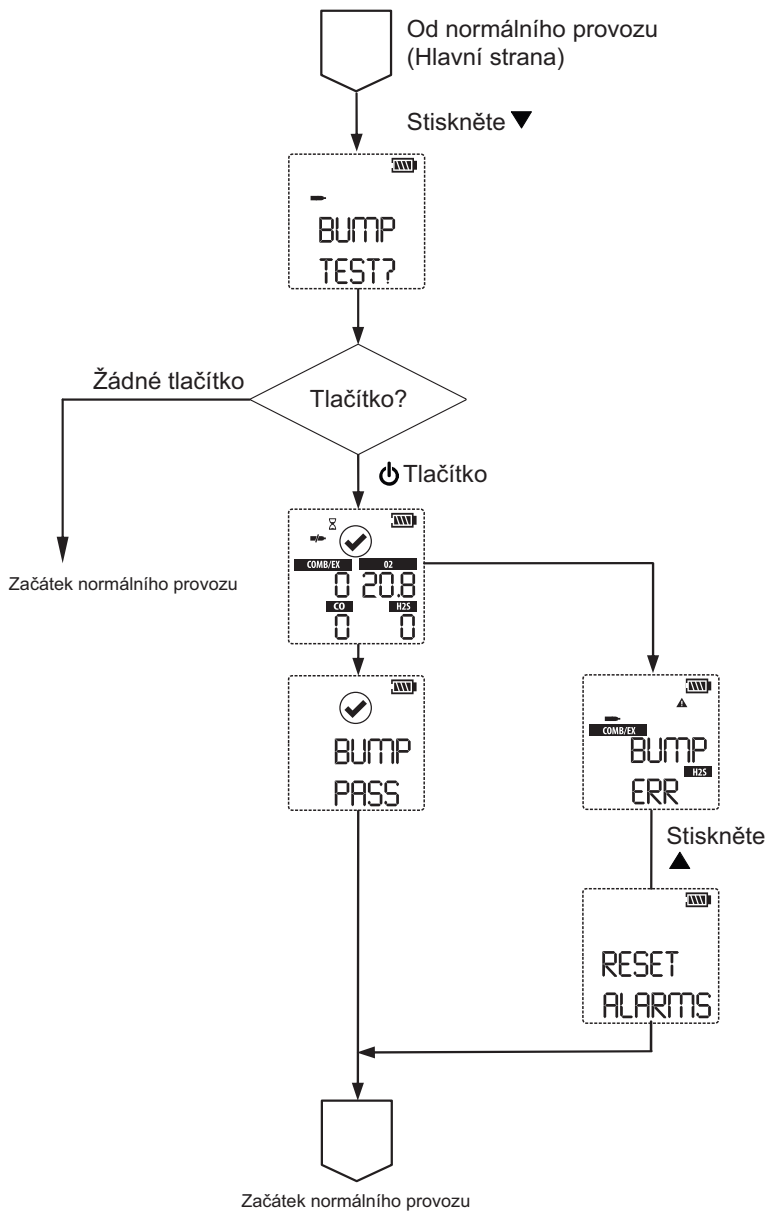 Od normálního provozu
(Hlavní strana)
Stiskněte ▼
BUMP
TEST?
Žádné tlačítko
Tlačítko?
Tlačítko
Začátek normálního provozu
COMB/EX O2
0 20.8
CO H2S
0 0
BUMP
PASS
COMB/EX
BUMP
H2S
ERR
Stiskněte
▲
RESET
ALARMS
Začátek normálního provozu